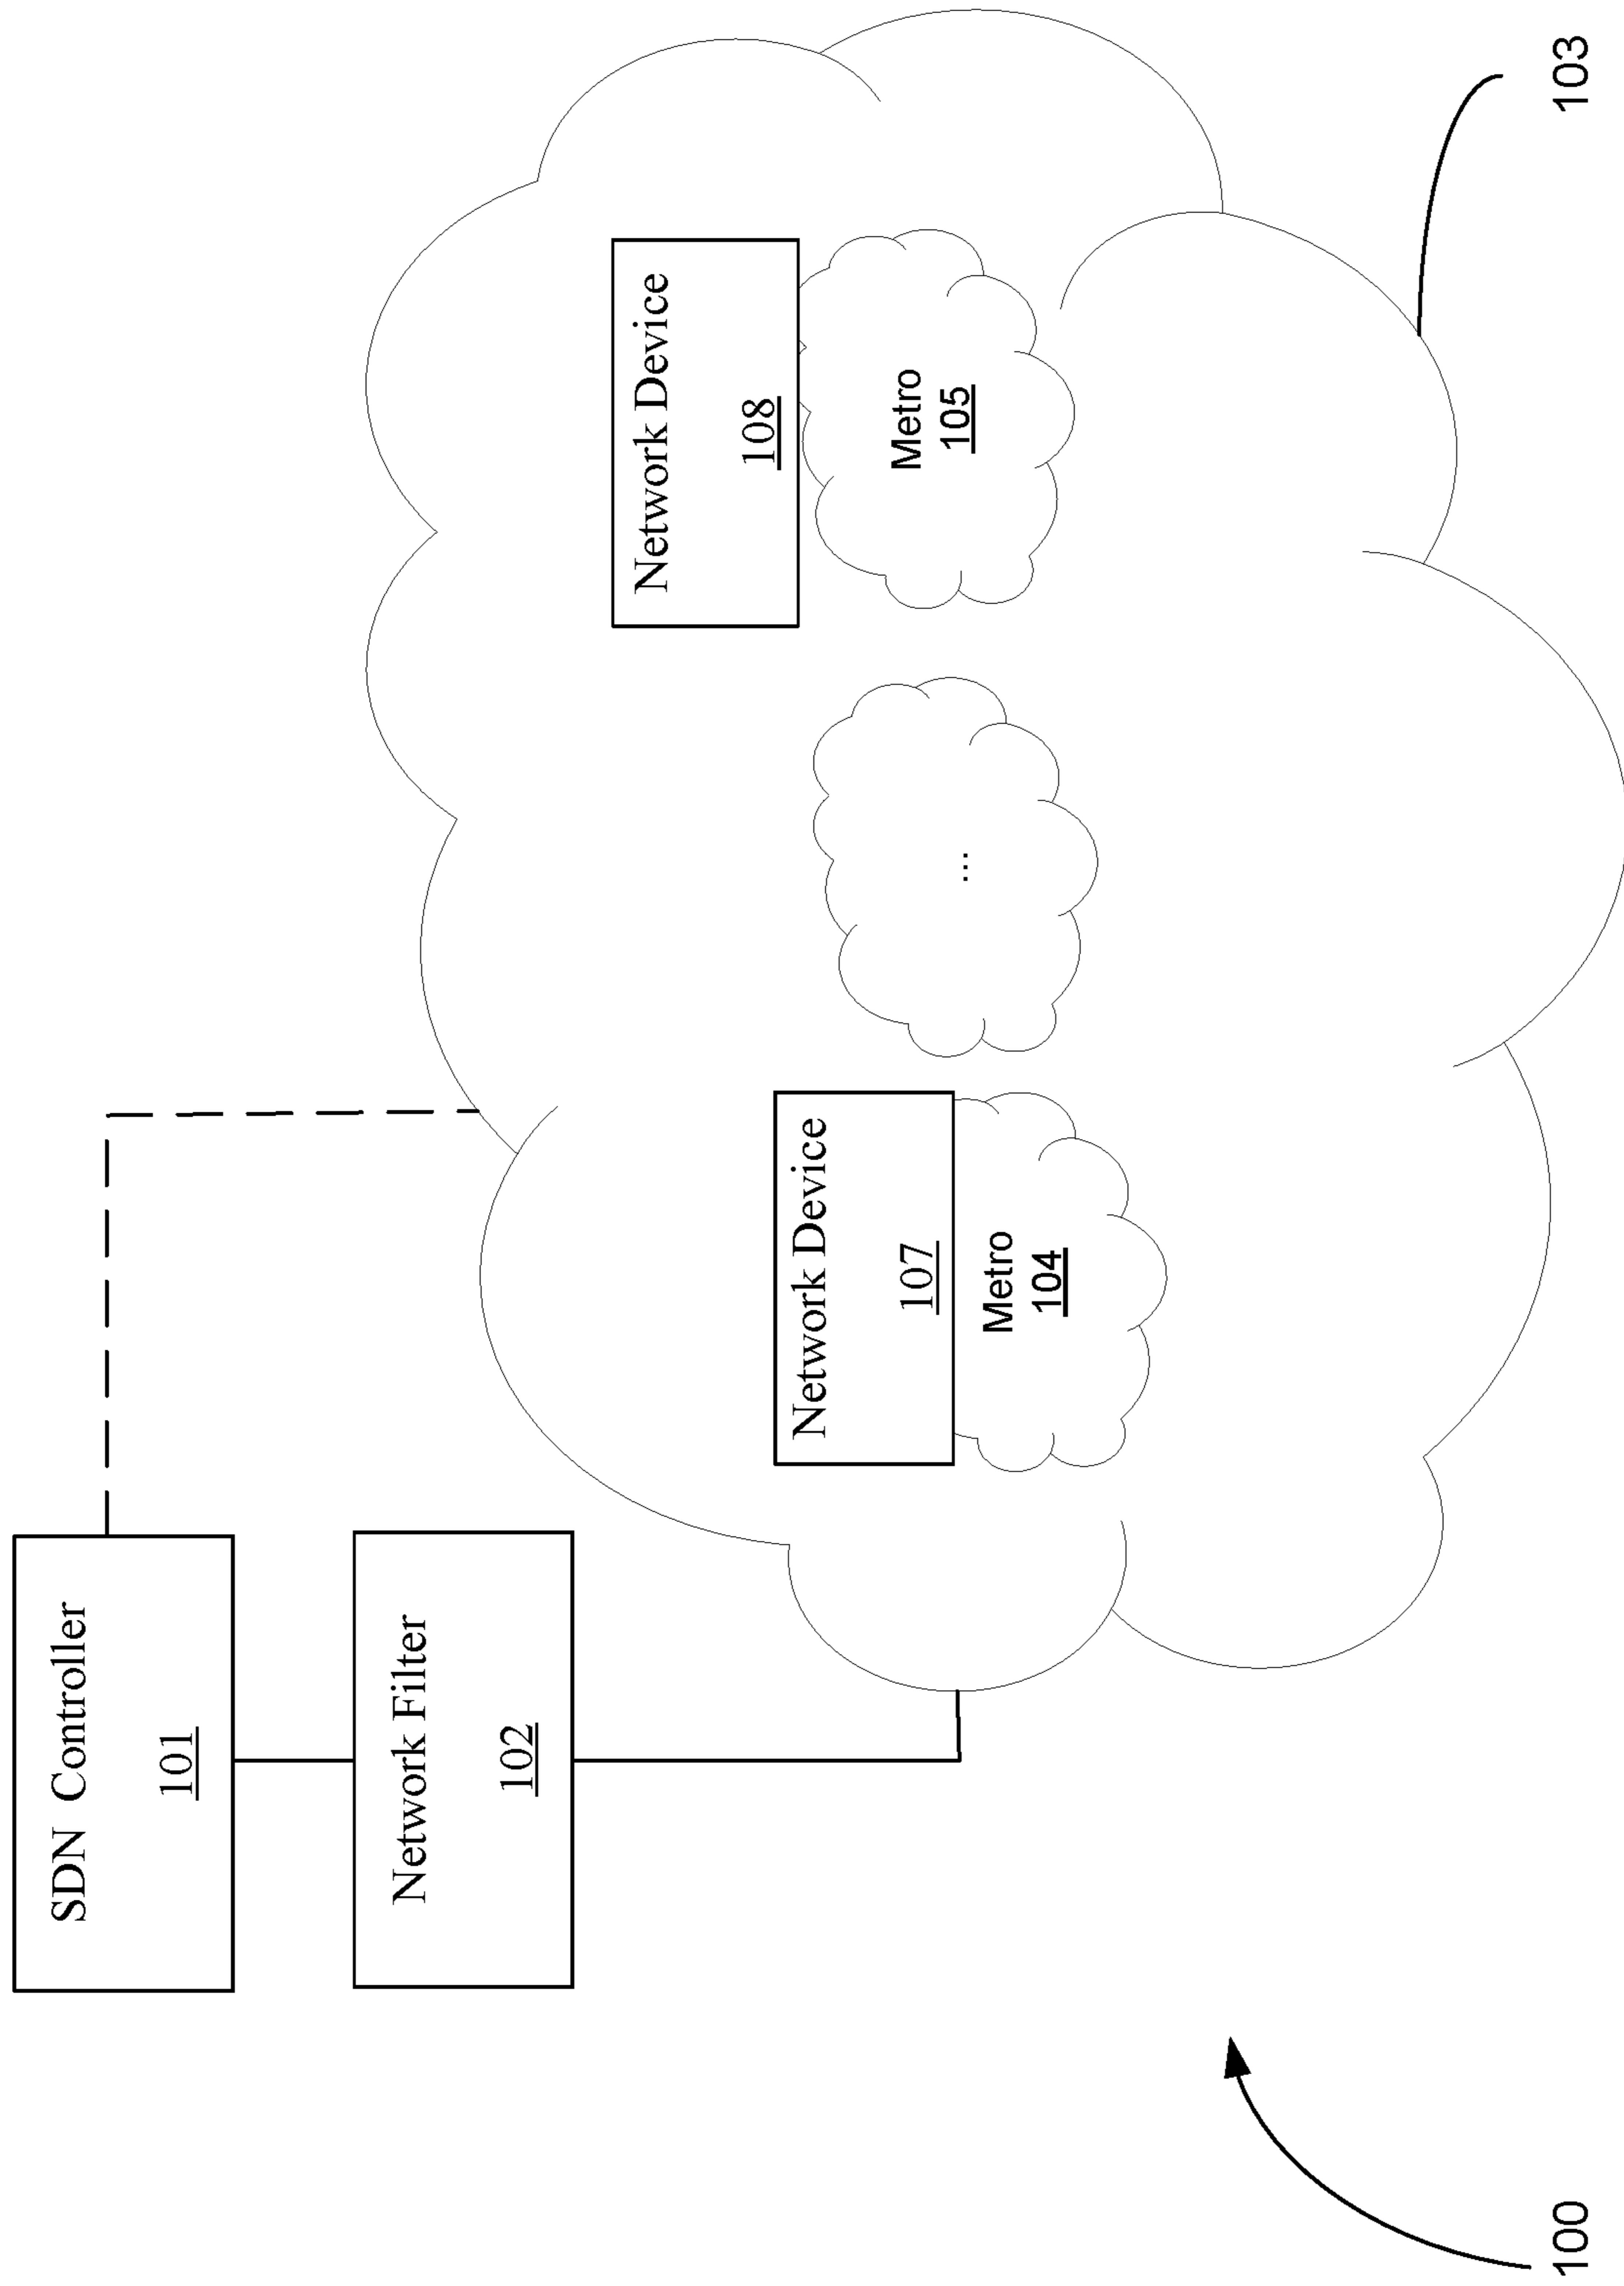 SDN Controller
101
Network Filter
102
Network Device
107
Metro
104
...
Network Device
108
Metro
105
100
103